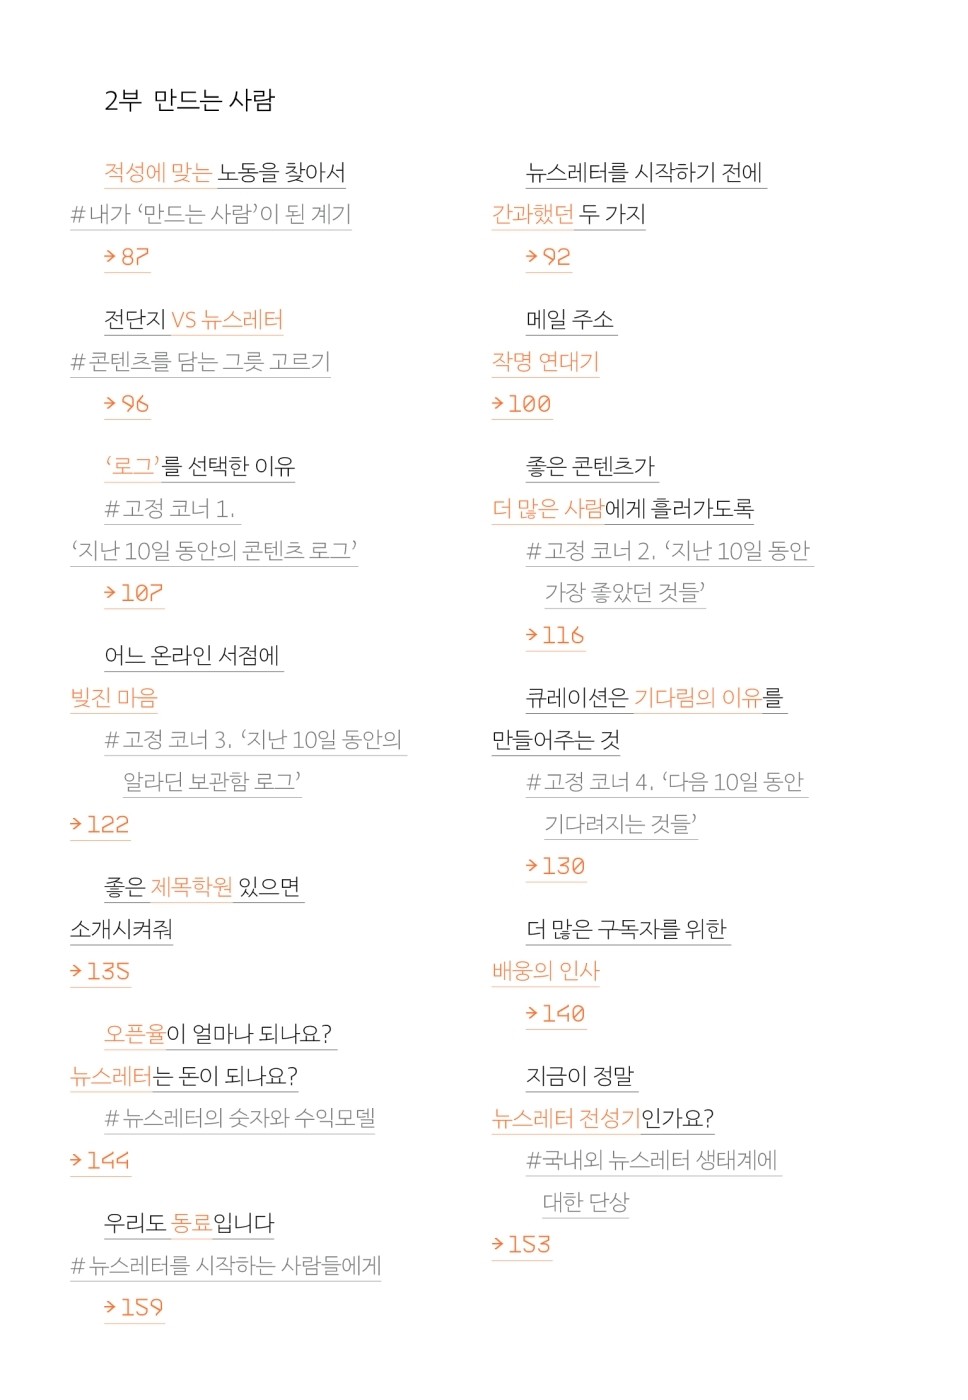 2부 만드는 사람
적성에 맞는 노동을 찾아서
#내가 ‘만드는 사람’이 된 계기
→ 87
뉴스레터를 시작하기 전에
간과했던 두 가지
→ 92
전단지 VS 뉴스레터
#콘텐츠를 담는 그릇 고르기
→ 96
메일 주소
작명 연대기
→ 100
‘로그’를 선택한 이유
#고정 코너 1.
‘지난 10일 동안의 콘텐츠 로그’
→ 107
좋은 콘텐츠가
더 많은 사람에게 흘러가도록
#고정 코너 2. ‘지난 10일 동안
가장 좋았던 것들’
→ 116
어느 온라인 서점에
빚진 마음
#고정 코너 3. ‘지난 10일 동안의
알라딘 보관함 로그’
→ 122
큐레이션은 기다림의 이유를
만들어주는 것
#고정 코너 4. ‘다음 10일 동안
기다려지는 것들’
→ 130
좋은 제목학원 있으면
소개시켜줘
→ 135
더 많은 구독자를 위한
배웅의 인사
→ 140
오픈율이 얼마나 되나요?
뉴스레터는 돈이 되나요?
#뉴스레터의 숫자와 수익모델
→ 144
지금이 정말
뉴스레터 전성기인가요?
#국내외 뉴스레터 생태계에
대한 단상
→ 153
우리도 동료입니다
#뉴스레터를 시작하는 사람들에게
→ 159